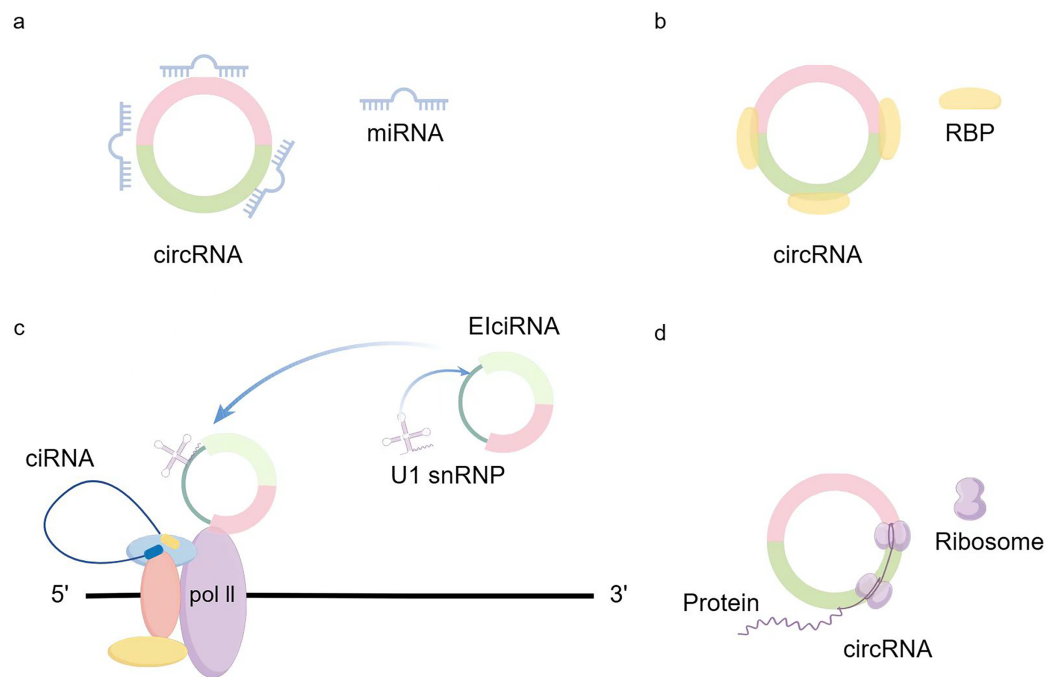 a
miRNA
circRNA
b
RBP
circRNA
c
EIciRNA
U1 snRNP
ciRNA
5'
pol II
3'
d
Ribosome
Protein
circRNA